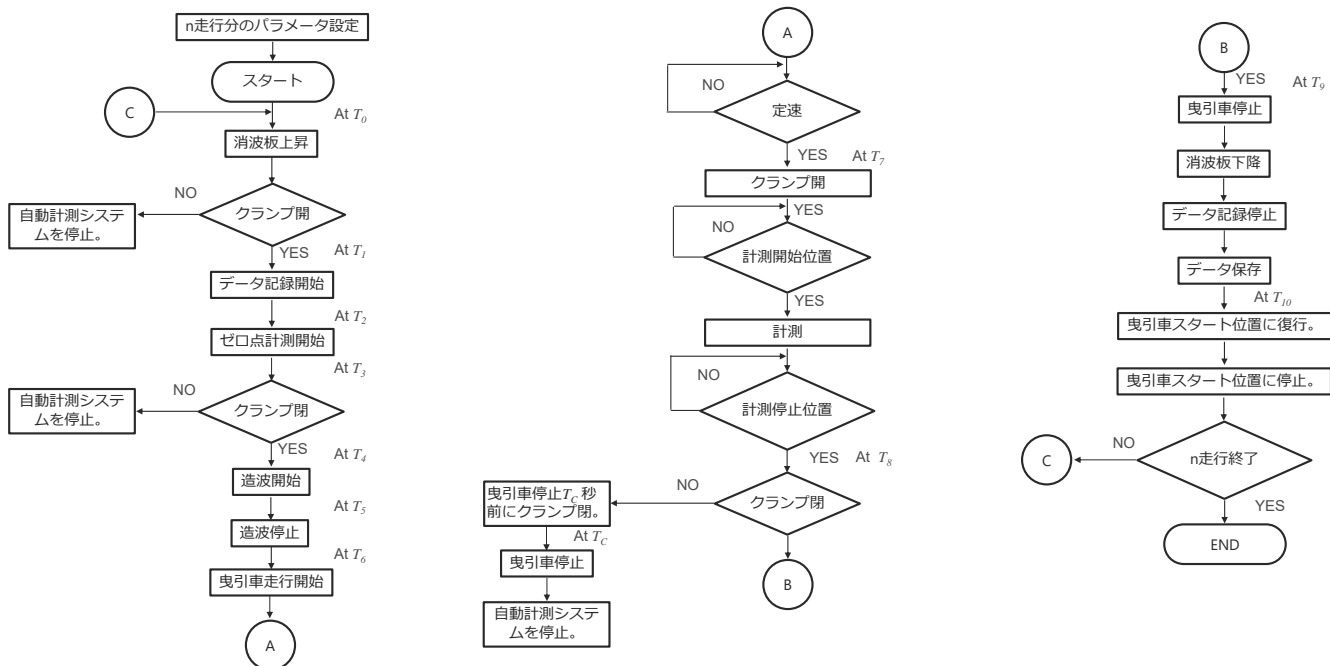 n走行分のパラメータ設定
スタート
C
At T0
消波板上昇
NO
クランプ開
自動計測システ
ムを停止。
YES
At T1
データ記録開始
At T2
ゼロ点計測開始
At T3
NO
クランプ閉
自動計測システ
ムを停止。
YES
At T4
造波開始
At T5
造波停止
At T6
曳引車走行開始
A
A
NO
定速
YES
At T7
クランプ開
YES
NO
計測開始位置
YES
計測
NO
計測停止位置
YES
At T8
NO
クランプ閉
曳引車停止TC 秒
前にクランプ閉。
At TC
曳引車停止
自動計測システ
ムを停止。
B
B
YES
At T9
曳引車停止
消波板下降
データ記録停止
データ保存
At T10
曳引車スタート位置に復行。
曳引車スタート位置に停止。
NO
C
n走行終了
YES
END